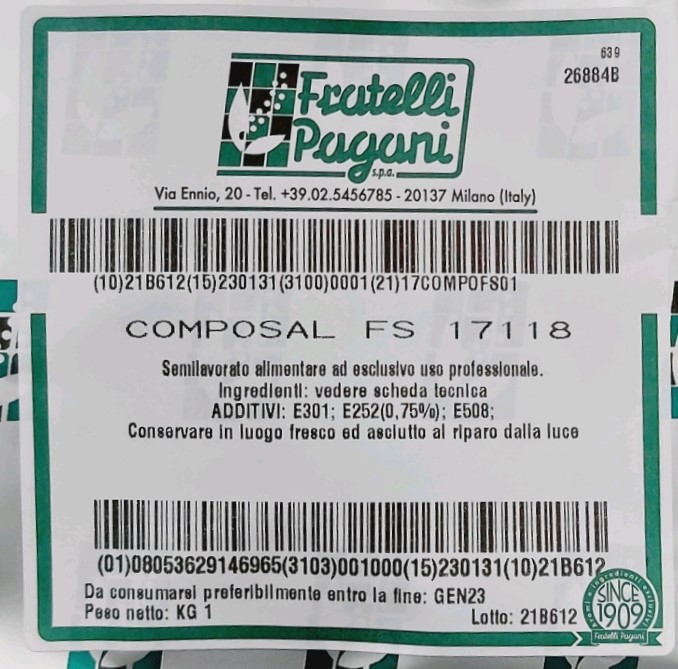 639
26884B
Fratelli
Pagani
s.p.a.
Via Ennio, 20 - Tel. +39.02.5456785 - 20137 Milano (Italy)
(10)21B612(15)230131(3100)0001(21)17COMPOFS01
COMPOSAL FS 17118
Semilavorato alimentare ad esclusivo uso professionale.
Ingredienti: vedere scheda tecnica
ADDITIVI: E301; E252(0,75%); E508;
Conservare in luogo fresco ed asciutto al riparo dalla luce
(01)08053629146965(3103)001000(15)230131(10)21B612
Da consumarsi preferibilmente entro la fine: GEN23
Peso netto: KG 1
Lotto: 21B612
SINCE
1909
Fratelli Pagani